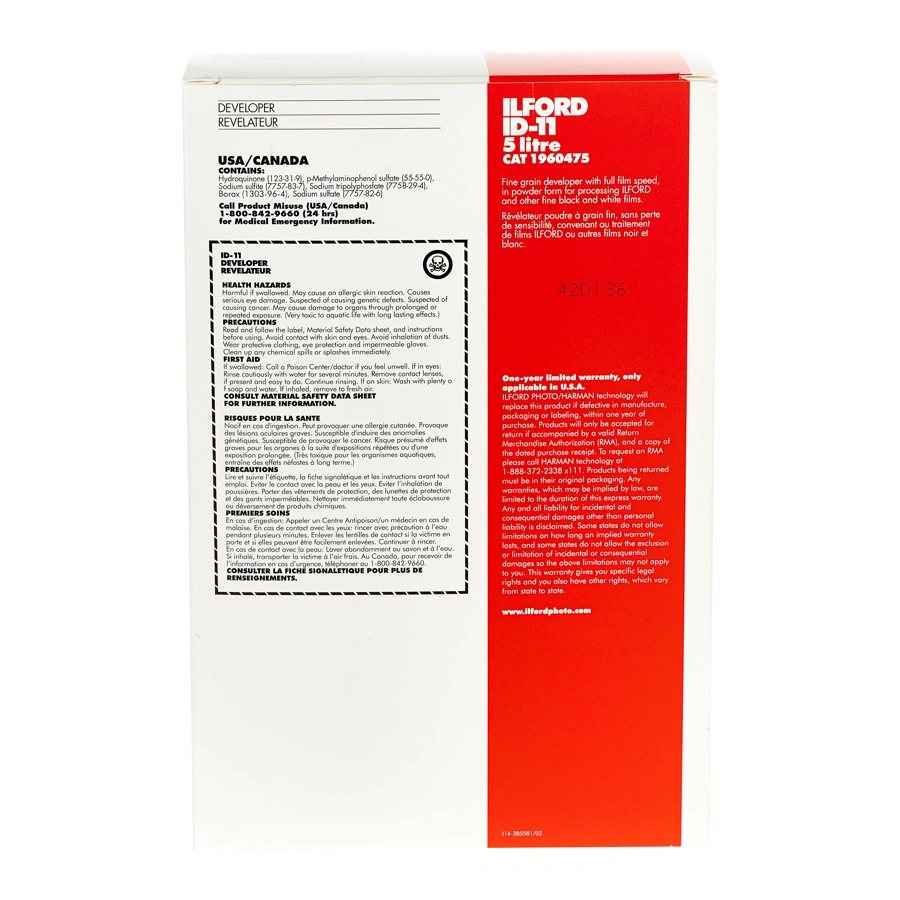 DEVELOPER
REVELATEUR
USA/CANADA
CONTAINS:
Hydroquinone (123-31-9), p-Methylaminophenol sulfate (55-55-0),
Sodium sulfite (7757-83-7), Sodium tripolyphosfate (7758-29-4),
Borax (1303-96-4), Sodium sulfate (7757-82-6)
Call Product Misuse (USA/Canada)
1-800-842-9660 (24 hrs)
for Medical Emergency Information.
ID-11
DEVELOPER
REVELATEUR
HEALTH HAZARDS
Harmful if swallowed. May cause an allergic skin reaction. Causes
serious eye damage. Suspected of causing genetic defects. Suspected of
causing cancer. May cause damage to organs through prolonged or
repeated exposure. (Very toxic to aquatic life with long lasting effects.)
PRECAUTIONS
Read and follow the label, Material Safety Data sheet, and instructions
before using. Avoid contact with skin and eyes. Avoid inhalation of dusts.
Wear protective clothing, eye protection and impermeable gloves.
Clean up any chemical spills or splashes immediately.
FIRST AID
If swallowed: Call a Poison Center/doctor if you feel unwell. If in eyes:
Rinse cautiously with water for several minutes. Remove contact lenses,
if present and easy to do. Continue rinsing. If on skin: Wash with plenty o
f soap and water. If inhaled, remove to fresh air.
CONSULT MATERIAL SAFETY DATA SHEET
FOR FURTHER INFORMATION.
RISQUES POUR LA SANTE
Nocif en cas d'ingestion. Peut provoquer une allergie cutanée. Provoque
des lésions oculaires graves. Susceptible d'induire des anomalies
génétiques. Susceptible de provoquer le cancer. Risque présumé d'effets
graves pour les organes à la suite d'expositions répétées ou d'une
exposition prolongée. (Très toxique pour les organismes aquatiques,
entraîne des effets néfastes à long terme.)
PRECAUTIONS
Lire et suivre l'étiquette, la fiche signalétique et les instructions avant tout
emploi. Eviter le contact avec la peau et les yeux. Eviter l'inhalation de
poussières. Porter des vêtements de protection, des lunettes de protection
et des gants imperméables. Nettoyer immédiatement toute éclaboussure
ou déversement de produits chimiques.
PREMIERS SOINS
En cas d'ingestion: Appeler un Centre Antipoison/un médecin en cas de
malaise. En cas de contact avec les yeux: rincer avec précaution à l'eau
pendant plusieurs minutes. Enlever les lentilles de contact si la victime en
porte et si elles peuvent être facilement enlevées. Continuer à rincer.
En cas de contact avec la peau: Laver abondamment au savon et à l'eau.
Si inhalé, transporter la victime à l'air frais. Au Canada, pour recevoir de
l'information en cas d'urgence, téléphoner au 1-800-842-9660.
CONSULTER LA FICHE SIGNALETIQUE POUR PLUS DE
RENSEIGNEMENTS.
ILFORD
ID-11
5 litre
CAT 1960475
Fine grain developer with full film speed,
in powder form for processing ILFORD
and other fine black and white films.
Révélateur poudre à grain fin, sans perte
de sensibilité, convenant au traitement
de films ILFORD ou autres films noir et
blanc.
42D136
One-year limited warranty, only
applicable in U.S.A.
ILFORD PHOTO/HARMAN technology will
replace this product if defective in manufacture,
packaging or labeling, within one year of
purchase. Products will only be accepted for
return if accompanied by a valid Return
Merchandise Authorization (RMA), and a copy of
the dated purchase receipt. To request an RMA
please call HARMAN technology at
1-888-372-2338 x111. Products being returned
must be in their original packaging. Any
warranties, which may be implied by law, are
limited to the duration of this express warranty.
Any and all liability for incidental and
consequential damages other than personal
liability is disclaimed. Some states do not allow
limitations on how long an implied warranty
lasts, and some states do not allow the exclusion
or limitation of incidental or consequential
damages so the above limitations may not apply
to you. This warranty gives you specific legal
rights and you also have other rights, which vary
from state to state.
www.ilfordphoto.com
J14-385581/02